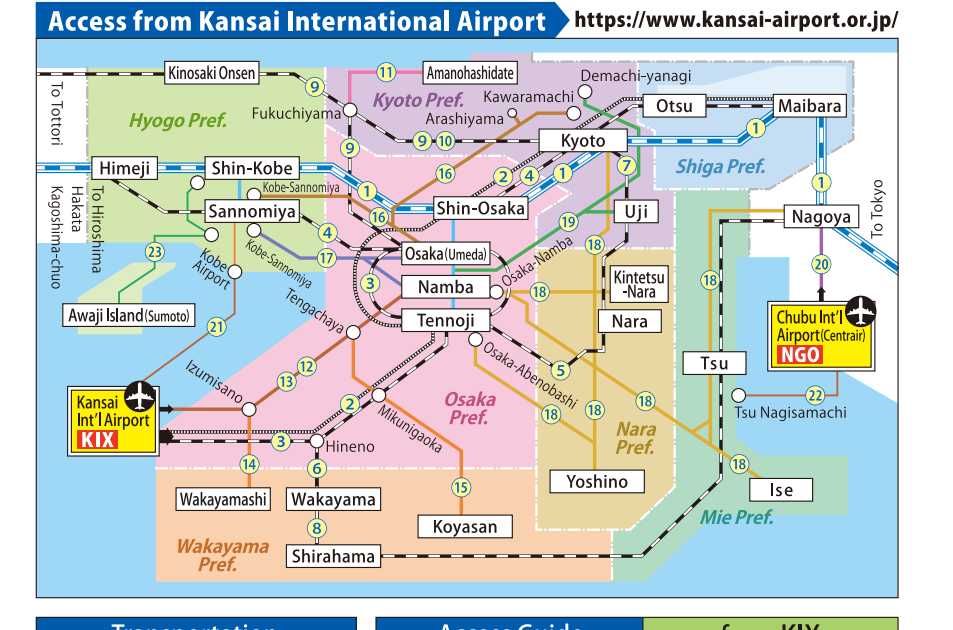 Access from Kansai International Airport
https://www.kansai-airport.or.jp/
To Tottori
Kinosaki Onsen
9
11
Amanohashidate
Demachi-yanagi
Kyoto Pref.
Kawaramachi
Arashiyama
Otsu
Maibara
Hyogo Pref.
Fukuchiyama
9
10
Kyoto
1
9
Shiga Pref.
Himeji
Shin-Kobe
16
2
4
1
7
1
Kobe-Sannomiya
1
Sannomiya
16
Shin-Osaka
19
Uji
Nagoya
To Tokyo
To Hiroshima
Hakata
Kagoshima-chuo
23
Kobe
Airport
Kobe-Sannomiya
4
17
Osaka(Umeda)
Osaka-Namba
18
20
3
Namba
18
Kintetsu
-Nara
18
Awaji Island(Sumoto)
21
Tengachaya
Tennoji
Nara
Chubu Int'l
Airport(Centrair)
NGO
Izumisano
12
13
Osaka-Abenobashi
5
Tsu
22
Tsu Nagisamachi
Kansai
Int'l Airport
KIX
2
Mikunigaoka
Osaka
Pref.
18
18
18
Nara
Pref.
3
Hineno
14
6
15
18
Wakayamashi
Wakayama
Yoshino
Ise
Koyasan
8
Mie Pref.
Wakayama
Pref.
Shirahama
Transportation
Access Guide
from KIX